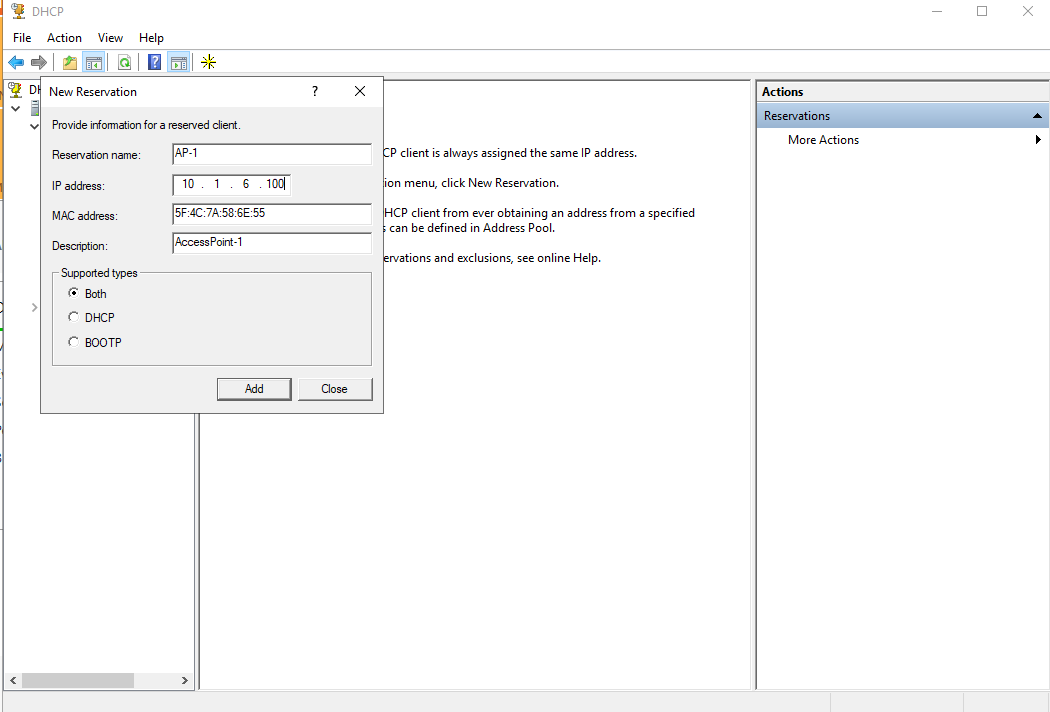 DHCP
File Action View Help
New Reservation ?
Provide information for a reserved client.
Reservation name: AP-1
IP address: 10 . 1 . 6 . 100
MAC address: 5F:4C:7A:58:6E:55
Description: AccessPoint-1
Supported types
Both
DHCP
BOOTP
Add Close
CP client is always assigned the same IP address.
ion menu, click New Reservation.
HCP client from ever obtaining an address from a specified
s can be defined in Address Pool.
ervations and exclusions, see online Help.
Actions
Reservations
More Actions